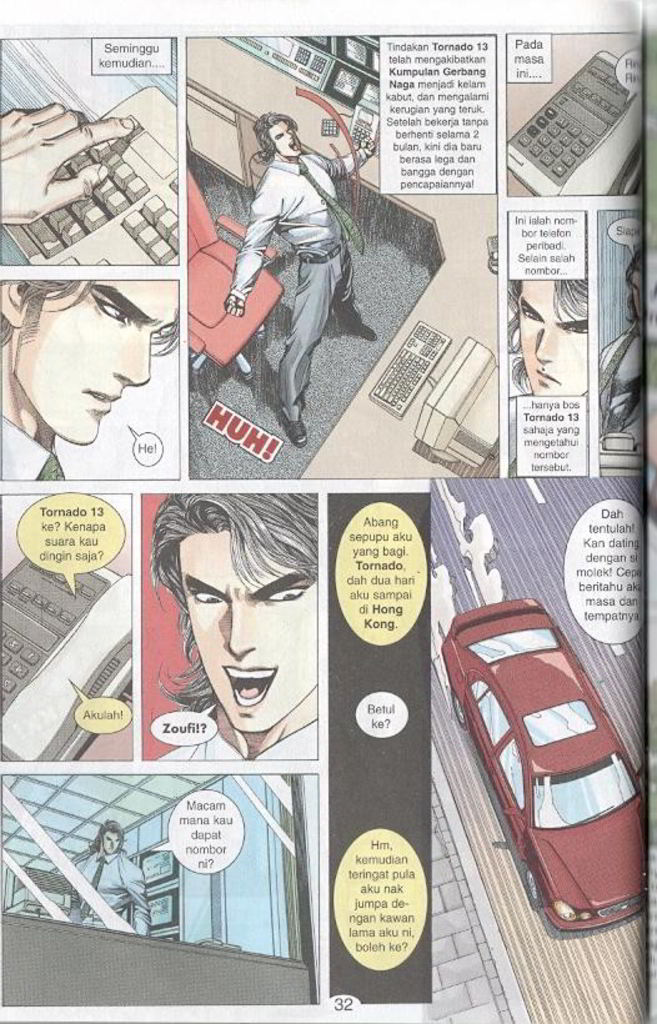 Seminggu
kemudian....
Tindakan Tornado 13
telah mengakibatkan
Kumpulan Gerbang
Naga menjadi kelam
kabut, dan mengalami
kerugian yang teruk.
Setelah bekerja tanpa
berhenti selama 2
bulan, kini dia baru
berasa lega dan
bangga dengan
pencapaiannya!
Pada
masa
ini....
He!
HUH!
Ini ialah nom-
bor telefon
peribadi.
Selain salah
nombor...
...hanya bos
Tornado 13
sahaja yang
mengetahui
nombor
tersebut.
Siapa
Tornado 13
ke? Kenapa
suara kau
dingin saja?
Akulah!
Zoufi!?
Abang
sepupu aku
yang bagi.
Tornado,
dah dua hari
aku sampai
di Hong
Kong.
Betul
ke?
Dah
tentulah!
Kan dating
dengan si
molek! Cepa
beritahu aku
masa dan
tempatnya.
Macam
mana kau
dapat
nombor
ni?
Hm,
kemudian
teringat pula
aku nak
jumpa de-
ngan kawan
lama aku ni,
boleh ke?
32